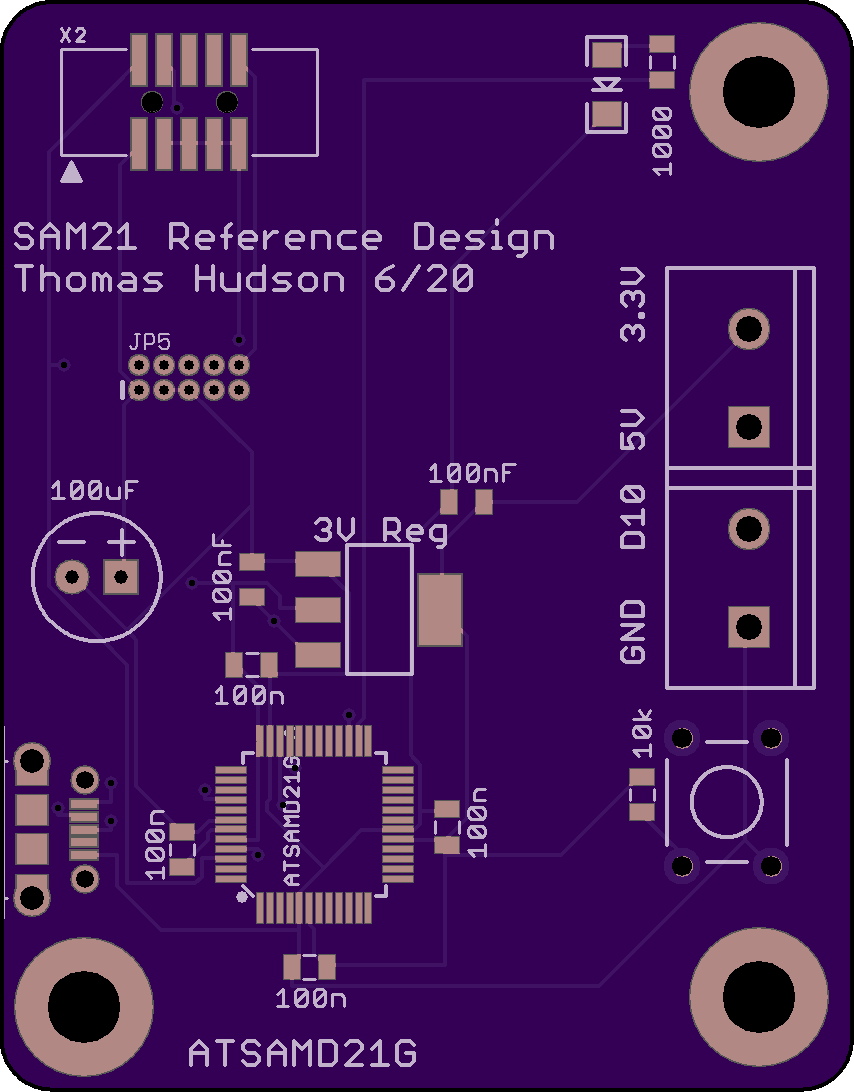 X2
1000
SAM21 Reference Design
Thomas Hudson 6/20
3.3V
JP5
5V
100nF
100uF
D10
3V Reg
100nF
GND
100n
10k
ATSAMD21G
100n
100n
100n
ATSAMD21G